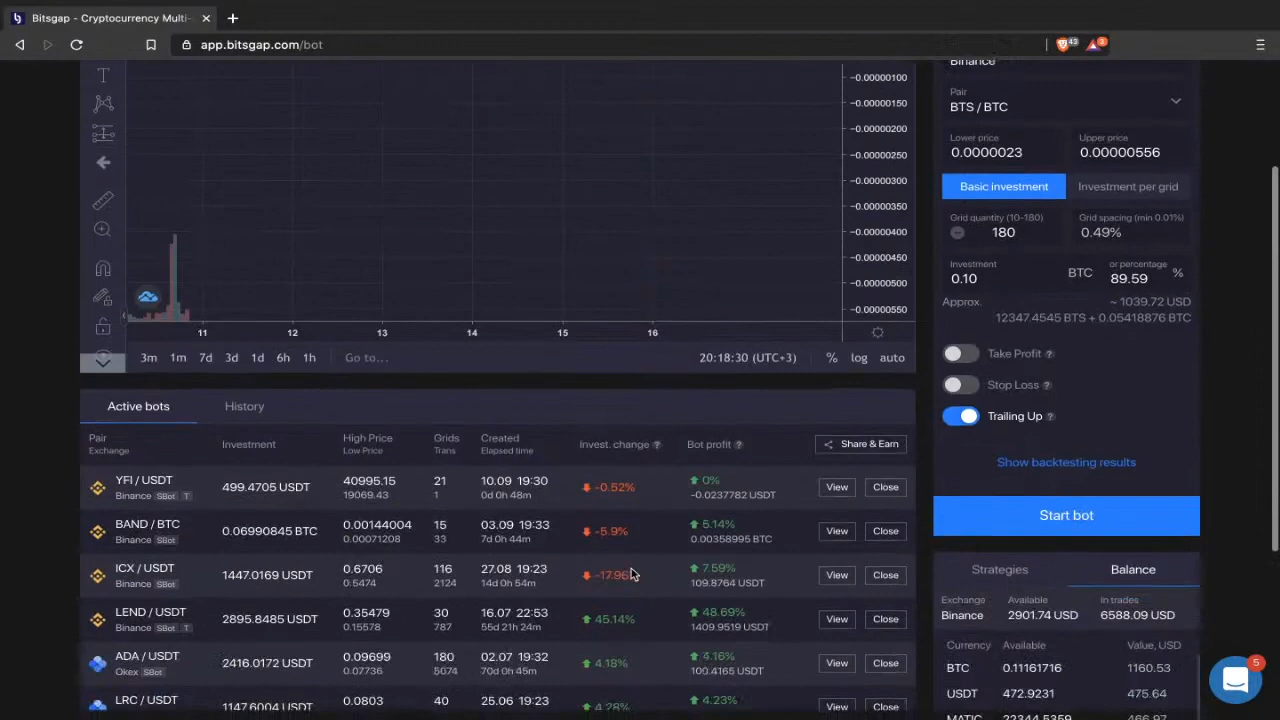 Bitsgap - Cryptocurrency Multi-
app.bitsgap.com/bot
43
3
-0.00000100
-0.00000150
-0.00000200
-0.00000250
-0.00000300
-0.00000350
-0.00000400
-0.00000450
-0.00000500
-0.00000550
11 12 13 14 15 16
3m 1m 7d 3d 1d 6h 1h Go to... 20:18:30 (UTC+3) % log auto
Active bots History
Pair Investment High Price Grids Created Invest. change ? Bot profit ? Share & Earn
Exchange Low Price Trans Elapsed time
YFI / USDT 499.4705 USDT 40995.15 21 10.09 19:30 -0.52% 0% View Close
Binance SBot T 19069.43 1 0d 0h 48m -0.0237782 USDT
BAND / BTC 0.06990845 BTC 0.00144004 15 03.09 19:33 -5.9% 5.14% View Close
Binance SBot 0.00071208 33 7d 0h 44m 0.00358995 BTC
ICX / USDT 1447.0169 USDT 0.6706 116 27.08 19:23 -17.96 7.59% View Close
Binance SBot 0.5474 2124 14d 0h 54m 109.8764 USDT
LEND / USDT 2895.8485 USDT 0.35479 30 16.07 22:53 45.14% 48.69% View Close
Binance SBot T 0.15578 787 55d 21h 24m 1409.9519 USDT
ADA / USDT 2416.0172 USDT 0.09699 180 02.07 19:32 4.18% 4.16% View Close
Okex SBot 0.07736 5074 70d 0h 45m 100.4165 USDT
LRC / USDT 1147.6004 USDT 0.0803 40 25.06 19:23 4.28% 4.23% View Close
Binance
Pair
BTS / BTC
Lower price Upper price
0.0000023 0.00000556
Basic investment Investment per grid
Grid quantity (10-180) Grid spacing (min 0.01%)
180 0.49%
Investment or percentage
0.10 BTC 89.59 %
Approx. ~ 1039.72 USD
12347.4545 BTS + 0.05418876 BTC
Take Profit ?
Stop Loss ?
Trailing Up ?
Show backtesting results
Start bot
Strategies Balance
Exchange Available In trades
Binance 2901.74 USD 6588.09 USD
Currency Available Value, USD
BTC 0.11161716 1160.53
USDT 472.9231 475.64
MATIC 22344.5359 466.97
5